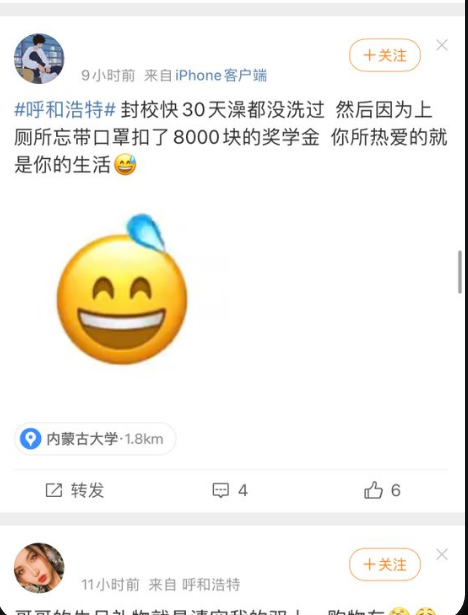 +关注
9小时前 来自iPhone客户端
#呼和浩特# 封校快30天澡都没洗过 然后因为上
厕所忘带口罩扣了8000块的奖学金 你所热爱的就
是你的生活😅
内蒙古大学·1.8km
转发 4 6
+关注
11小时前 来自 呼和浩特